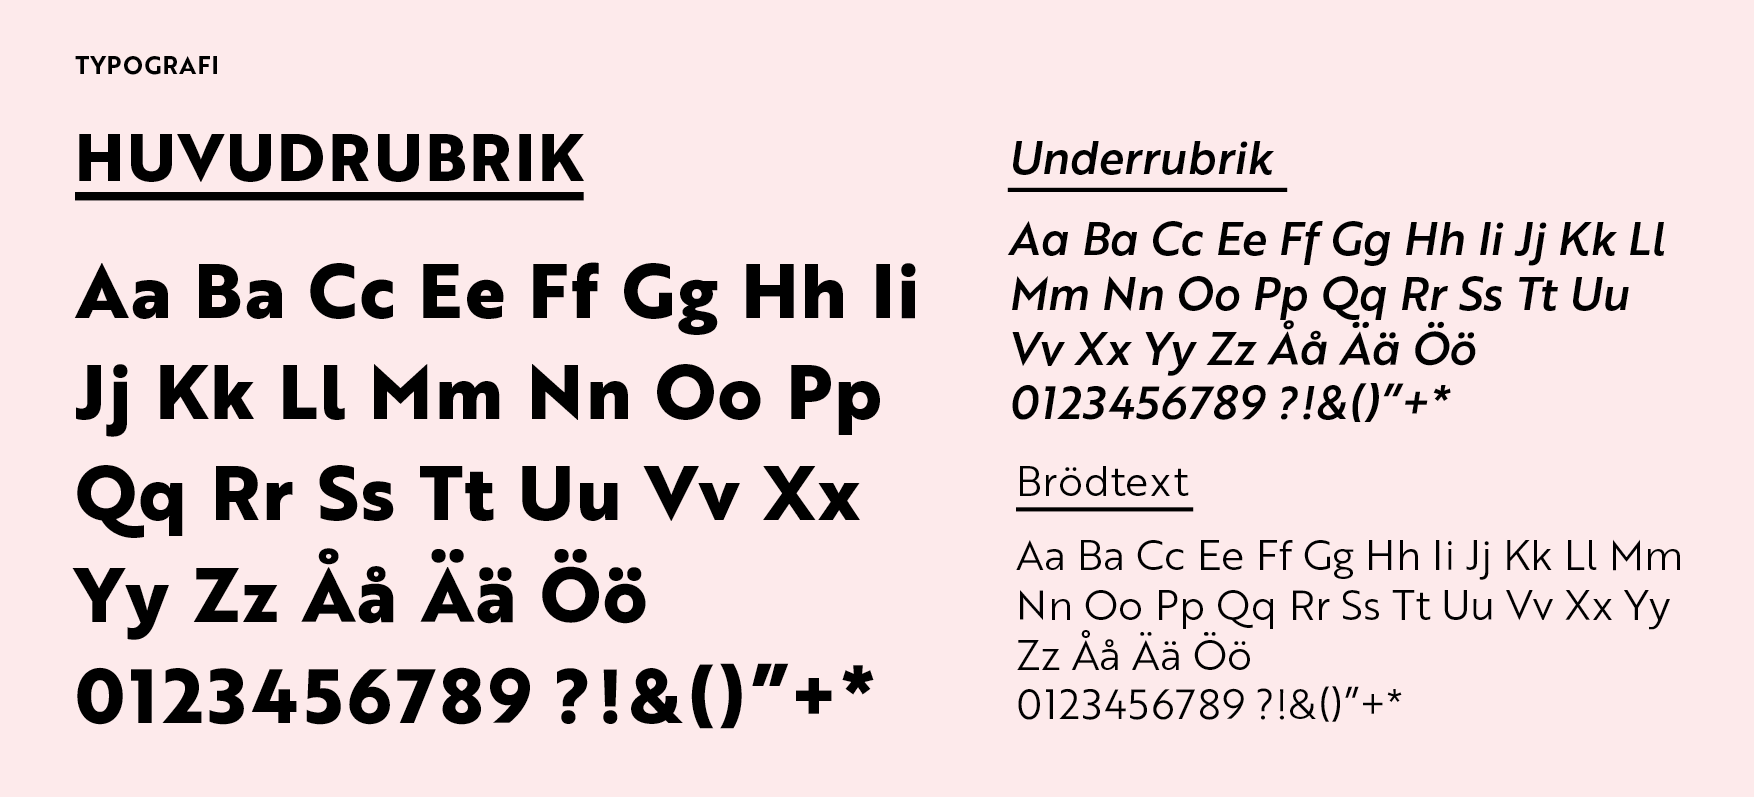 TYPOGRAFI
HUVUDRUBRIK
Aa Ba Cc Ee Ff Gg Hh Ii
Jj Kk Ll Mm Nn Oo Pp
Qq Rr Ss Tt Uu Vv Xx
Yy Zz Åå Ää Öö
0123456789 ?!&()”+*
Underrubrik
Aa Ba Cc Ee Ff Gg Hh Ii Jj Kk Ll
Mm Nn Oo Pp Qq Rr Ss Tt Uu
Vv Xx Yy Zz Åå Ää Öö
0123456789 ?!&()”+*
Brödtext
Aa Ba Cc Ee Ff Gg Hh Ii Jj Kk Ll Mm
Nn Oo Pp Qq Rr Ss Tt Uu Vv Xx Yy
Zz Åå Ää Öö
0123456789 ?!&()”+*